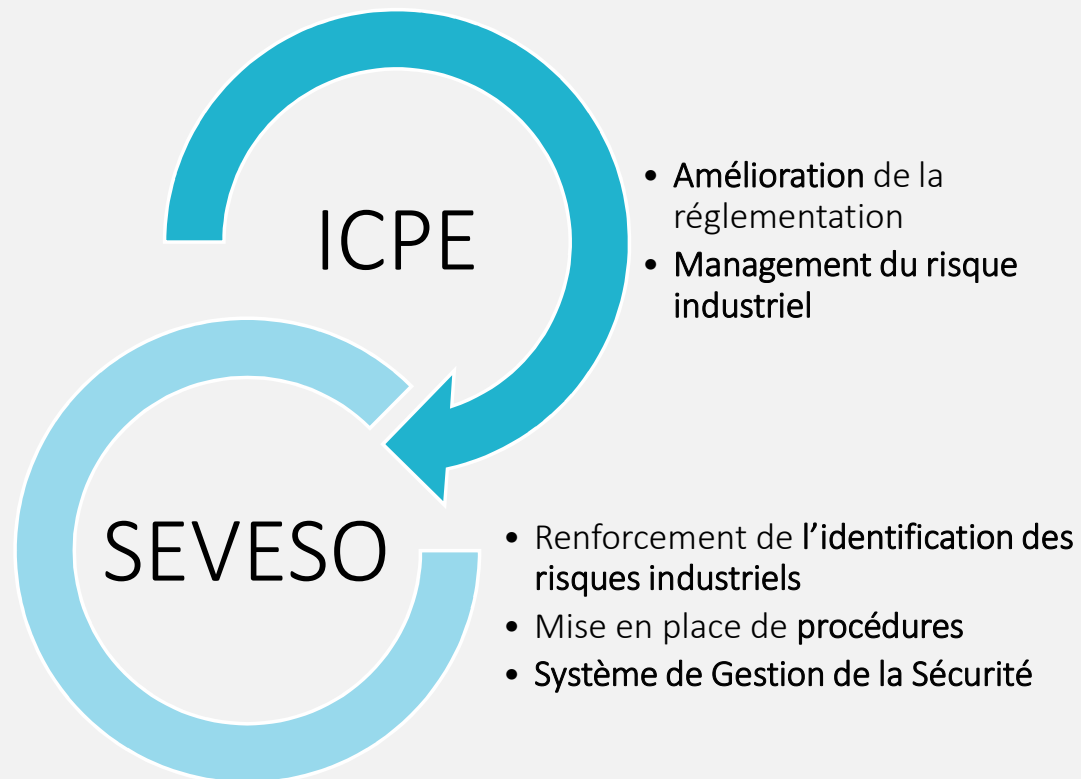 ICPE
• Amélioration de la
réglementation
• Management du risque
industriel
SEVESO
• Renforcement de l’identification des
risques industriels
• Mise en place de procédures
• Système de Gestion de la Sécurité